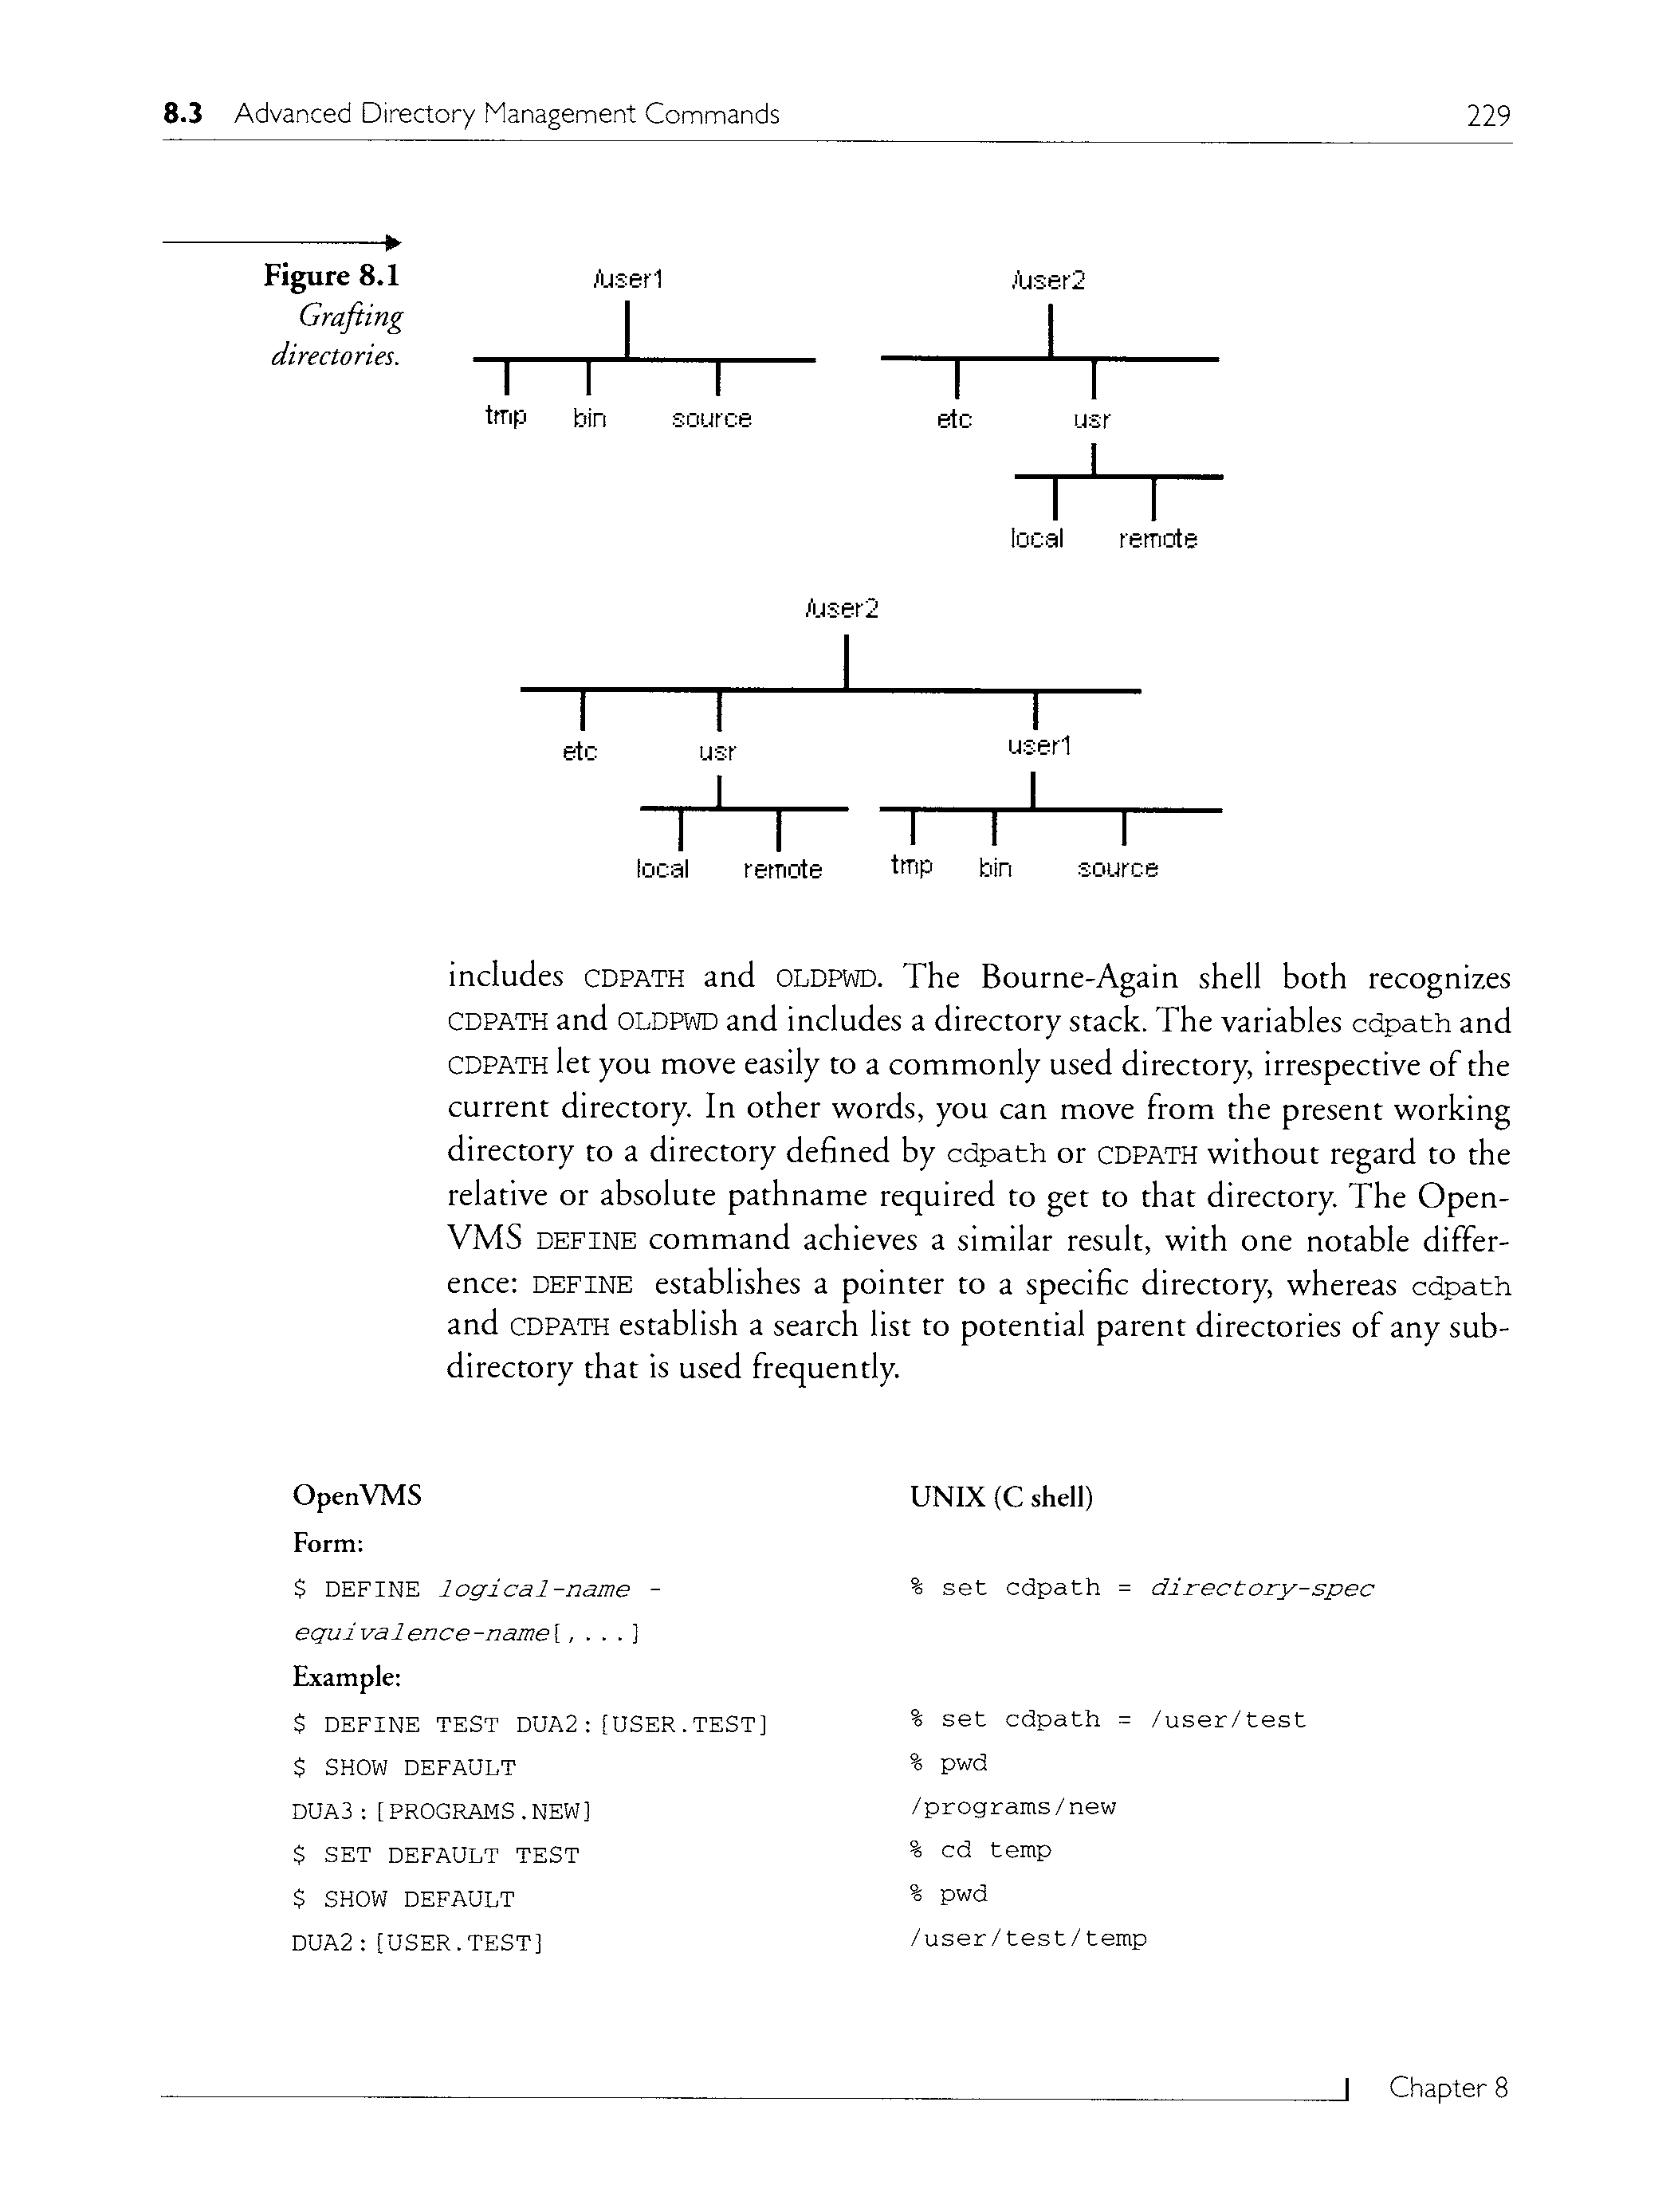 8.3 Advanced Directory Management Commands 229
Figure 8.1
Grafting
directories.
/user1 /user2
tmp bin source etc usr
local remote
/user2
etc usr user1
local remote tmp bin source
includes CDPATH and OLDPWD. The Bourne-Again shell both recognizes
CDPATH and OLDPWD and includes a directory stack. The variables cdpath and
CDPATH let you move easily to a commonly used directory, irrespective of the
current directory. In other words, you can move from the present working
directory to a directory defined by cdpath or CDPATH without regard to the
relative or absolute pathname required to get to that directory. The Open-
VMS DEFINE command achieves a similar result, with one notable differ-
ence: DEFINE establishes a pointer to a specific directory, whereas cdpath
and CDPATH establish a search list to potential parent directories of any sub-
directory that is used frequently.
OpenVMS UNIX (C shell)
Form:
$ DEFINE logical-name - % set cdpath = directory-spec
equivalence-name[,...]
Example:
$ DEFINE TEST DUA2:[USER.TEST] % set cdpath = /user/test
$ SHOW DEFAULT % pwd
DUA3:[PROGRAMS.NEW] /programs/new
$ SET DEFAULT TEST % cd temp
$ SHOW DEFAULT % pwd
DUA2:[USER.TEST] /user/test/temp
Chapter 8